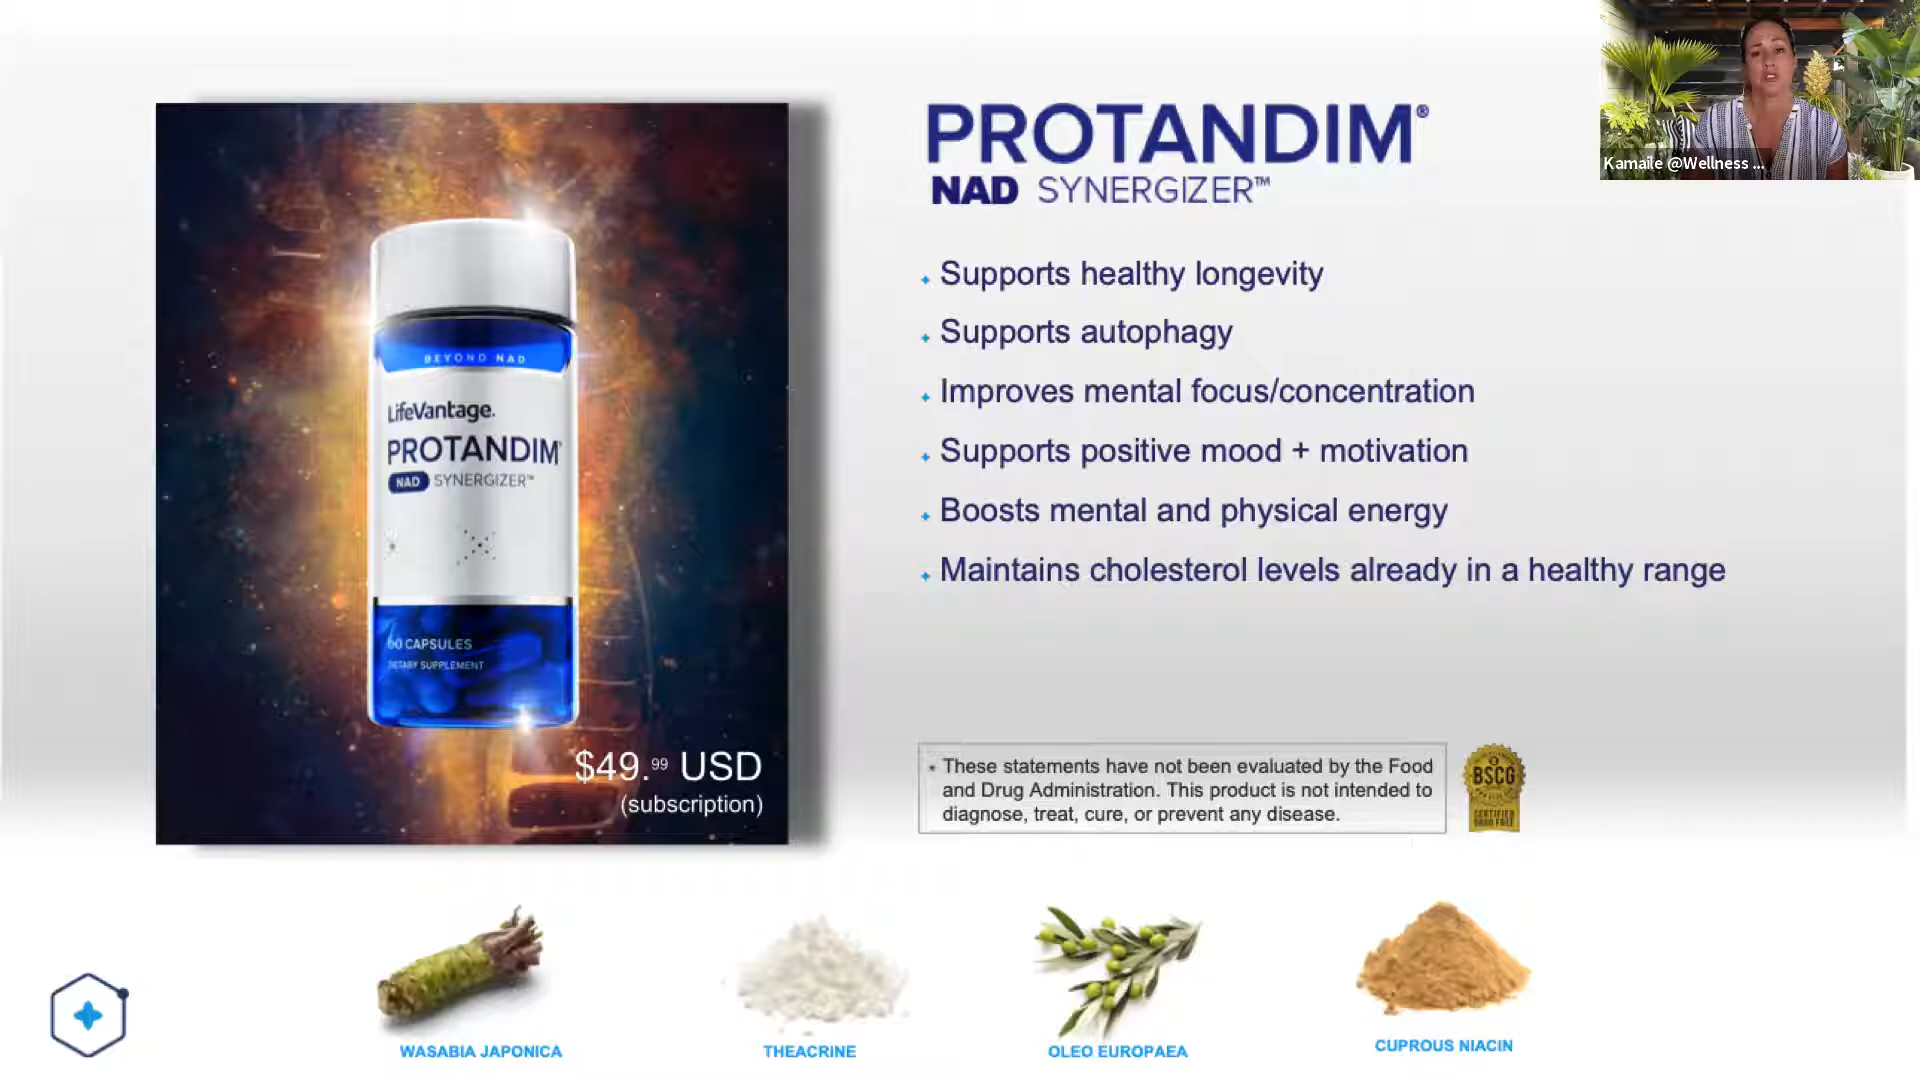 PROTANDIM®
NAD SYNERGIZER™
Kamaile @Wellness ...
Supports healthy longevity
Supports autophagy
Improves mental focus/concentration
Supports positive mood + motivation
Boosts mental and physical energy
Maintains cholesterol levels already in a healthy range
BEYOND NAD
LifeVantage.
PROTANDIM
NAD SYNERGIZER™
60 CAPSULES
DIETARY SUPPLEMENT
$49.99 USD
(subscription)
* These statements have not been evaluated by the Food
and Drug Administration. This product is not intended to
diagnose, treat, cure, or prevent any disease.
BSCG
CERTIFIED
DRUG FREE
WASABIA JAPONICA
THEACRINE
OLEO EUROPAEA
CUPROUS NIACIN